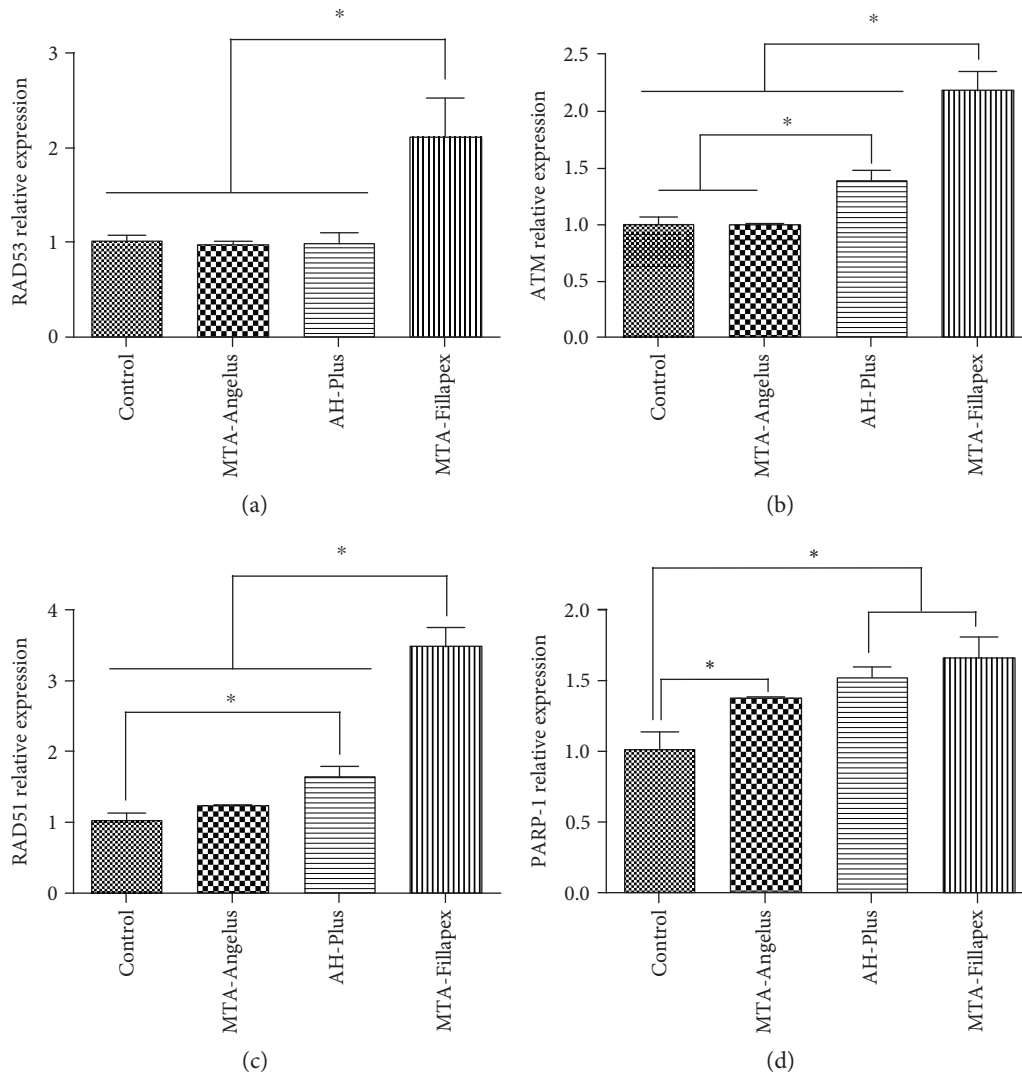 *
3
2
1
0
RAD53 relative expression
Control
MTA-Angelus
AH-Plus
MTA-Fillapex
(a)
*
*
2.5
2.0
1.5
1.0
0.5
0.0
ATM relative expression
Control
MTA-Angelus
AH-Plus
MTA-Fillapex
(b)
*
*
4
3
2
1
0
RAD51 relative expression
Control
MTA-Angelus
AH-Plus
MTA-Fillapex
(c)
*
*
2.0
1.5
1.0
0.5
0.0
PARP-1 relative expression
Control
MTA-Angelus
AH-Plus
MTA-Fillapex
(d)